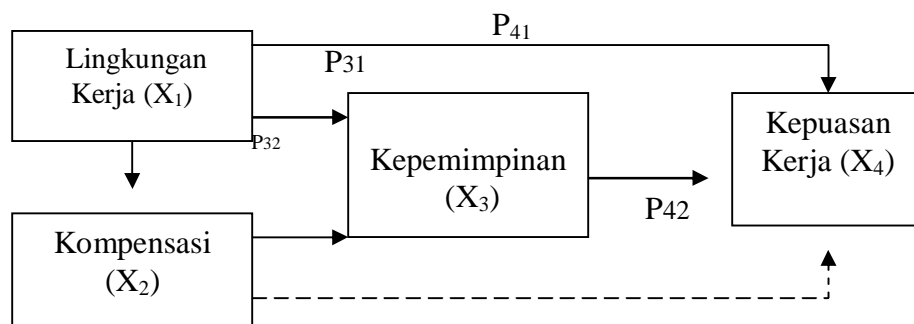 P₄₁
Lingkungan
Kerja (X₁)
P₃₁
P₃₂
Kepemimpinan
(X₃)
Kepuasan
Kerja (X₄)
P₄₂
Kompensasi
(X₂)